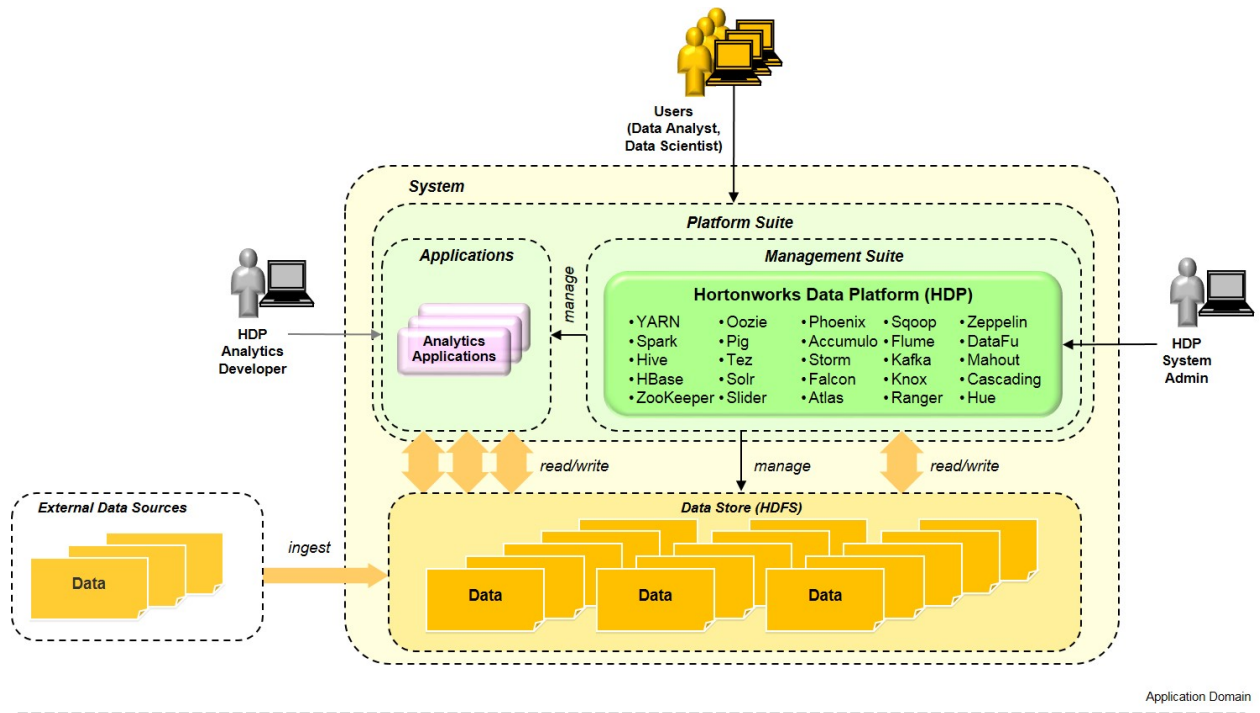 Users
(Data Analyst,
Data Scientist)
System
Platform Suite
Applications
Management Suite
manage
Hortonworks Data Platform (HDP)
• YARN
• Spark
• Hive
• HBase
• ZooKeeper
• Oozie
• Pig
• Tez
• Solr
• Slider
• Phoenix
• Accumulo
• Storm
• Falcon
• Atlas
• Sqoop
• Flume
• Kafka
• Knox
• Ranger
• Zeppelin
• DataFu
• Mahout
• Cascading
• Hue
Analytics
Applications
HDP
Analytics
Developer
HDP
System
Admin
read/write
manage
read/write
External Data Sources
Data
ingest
Data Store (HDFS)
Data
Data
Data
Application Domain